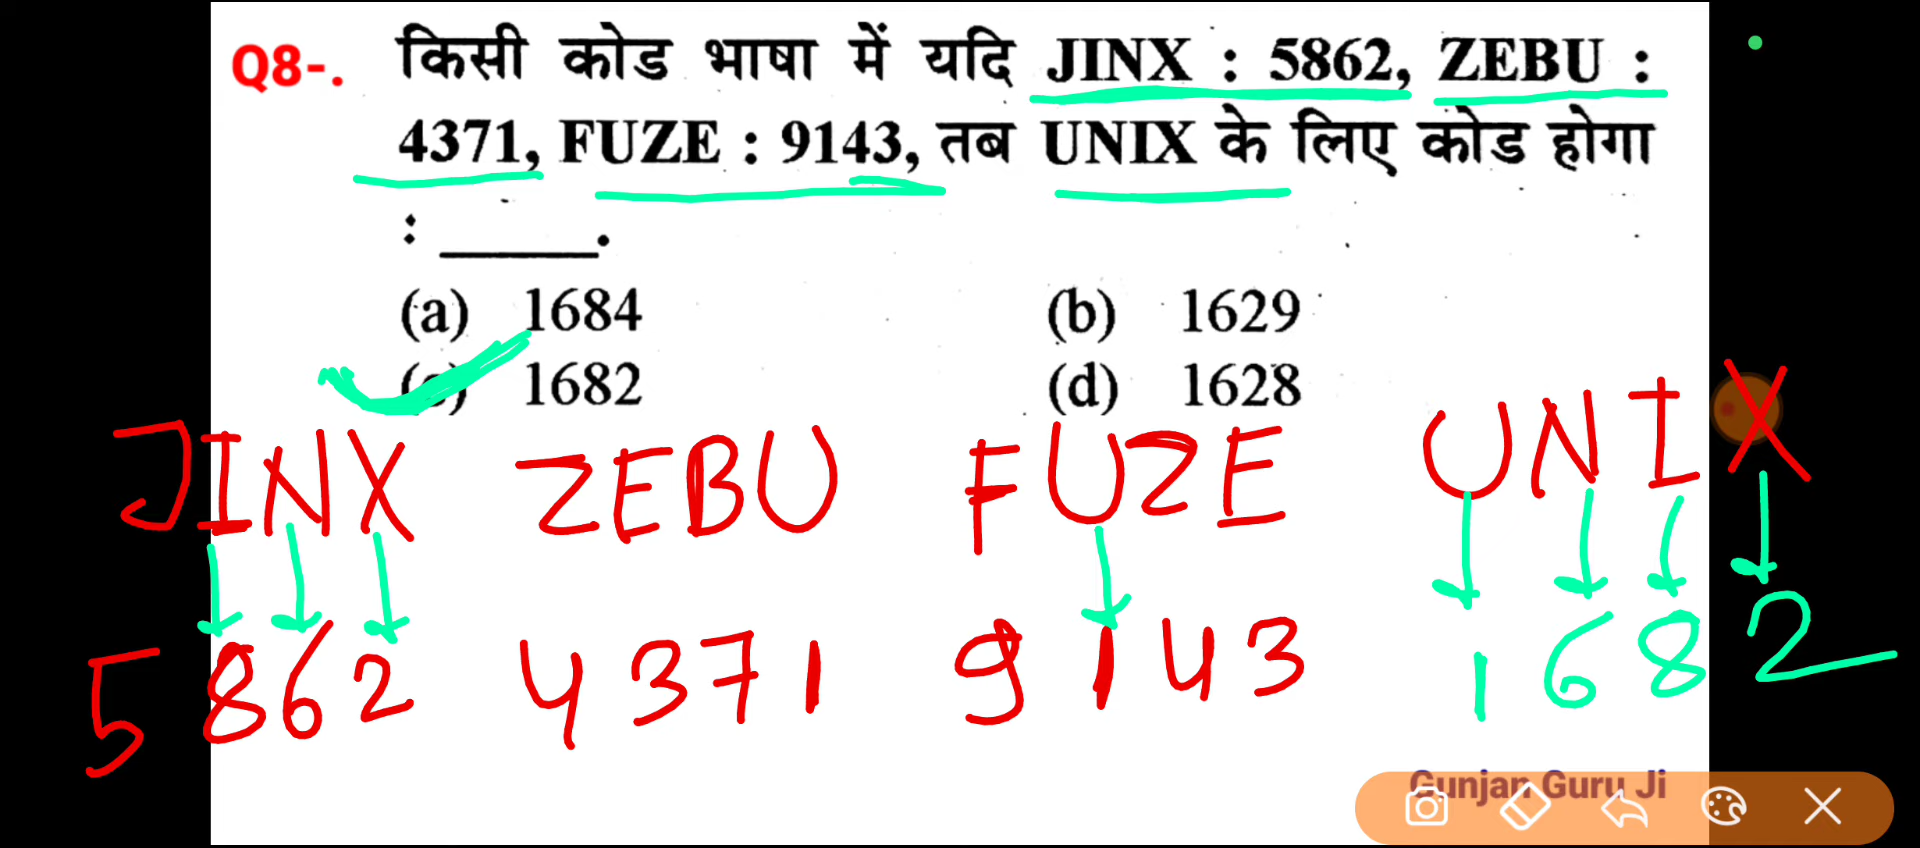 Q8-. किसी कोड भाषा में यदि JINX : 5862, ZEBU :
4371, FUZE : 9143, तब UNIX के लिए कोड होगा
: ______.
(a) 1684 (b) 1629
(c) 1682 (d) 1628
JINX ZEBU FUZE UNIX
5862 4371 9143 1682
Gunjan Guru Ji